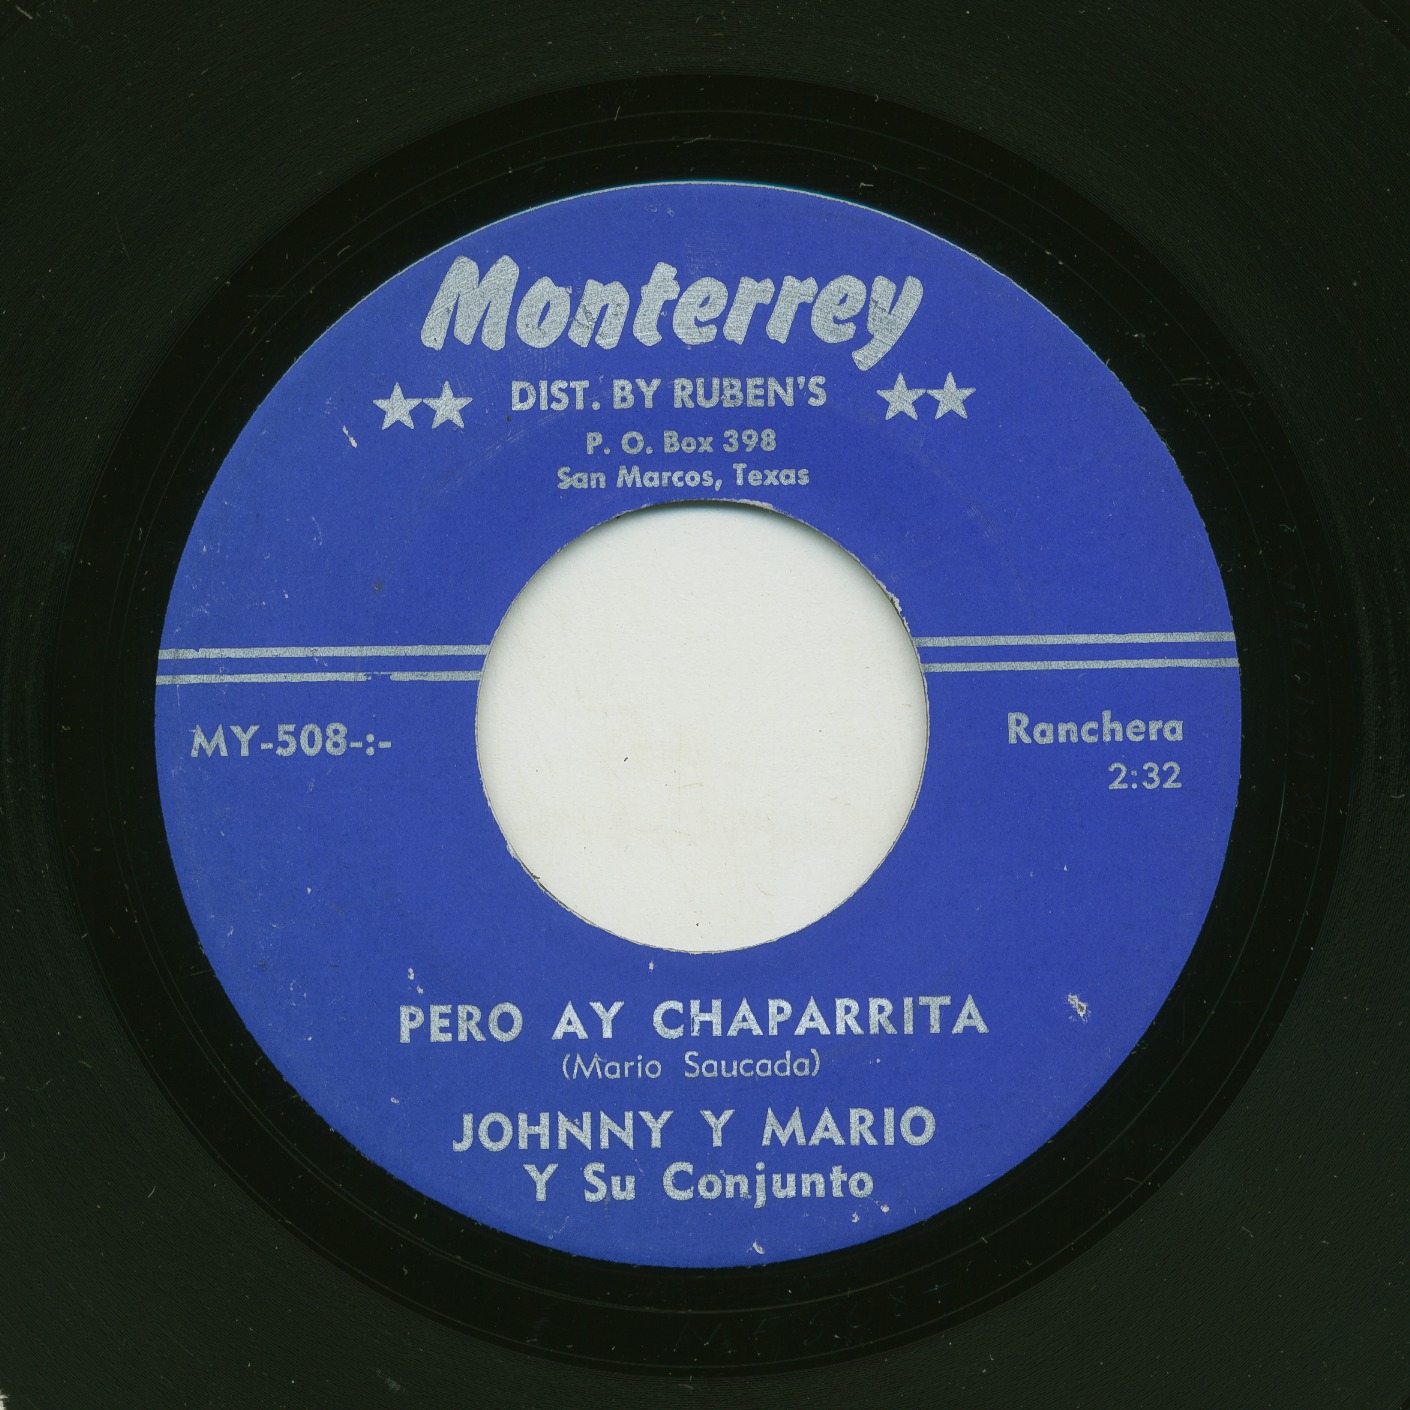 Monterrey
DIST. BY RUBEN'S
P. O. Box 398
San Marcos, Texas
MY-508-:-
Ranchera
2:32
PERO AY CHAPARRITA
(Mario Saucada)
JOHNNY Y MARIO
Y Su Conjunto